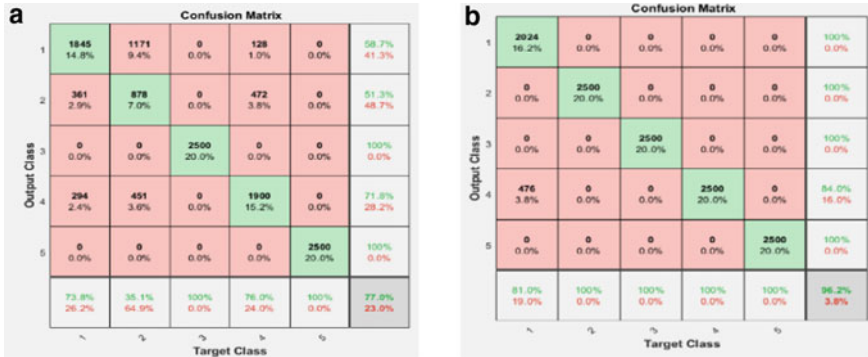 a
Confusion Matrix
Output Class
1 1845 1171 0 128 0 58.7%
14.8% 9.4% 0.0% 1.0% 0.0% 41.3%
2 361 878 0 472 0 51.3%
2.9% 7.0% 0.0% 3.8% 0.0% 48.7%
3 0 0 2500 0 0 100%
0.0% 0.0% 20.0% 0.0% 0.0% 0.0%
4 294 451 0 1900 0 71.8%
2.4% 3.6% 0.0% 15.2% 0.0% 28.2%
5 0 0 0 0 2500 100%
0.0% 0.0% 0.0% 0.0% 20.0% 0.0%
73.8% 35.1% 100% 76.0% 100% 77.0%
26.2% 64.9% 0.0% 24.0% 0.0% 23.0%
1 2 3 4 5
Target Class
b
Confusion Matrix
Output Class
1 2024 0 0 0 0 100%
16.2% 0.0% 0.0% 0.0% 0.0% 0.0%
2 0 2500 0 0 0 100%
0.0% 20.0% 0.0% 0.0% 0.0% 0.0%
3 0 0 2500 0 0 100%
0.0% 0.0% 20.0% 0.0% 0.0% 0.0%
4 476 0 0 2500 0 84.0%
3.8% 0.0% 0.0% 20.0% 0.0% 16.0%
5 0 0 0 0 2500 100%
0.0% 0.0% 0.0% 0.0% 20.0% 0.0%
81.0% 100% 100% 100% 100% 96.2%
19.0% 0.0% 0.0% 0.0% 0.0% 3.8%
1 2 3 4 5
Target Class